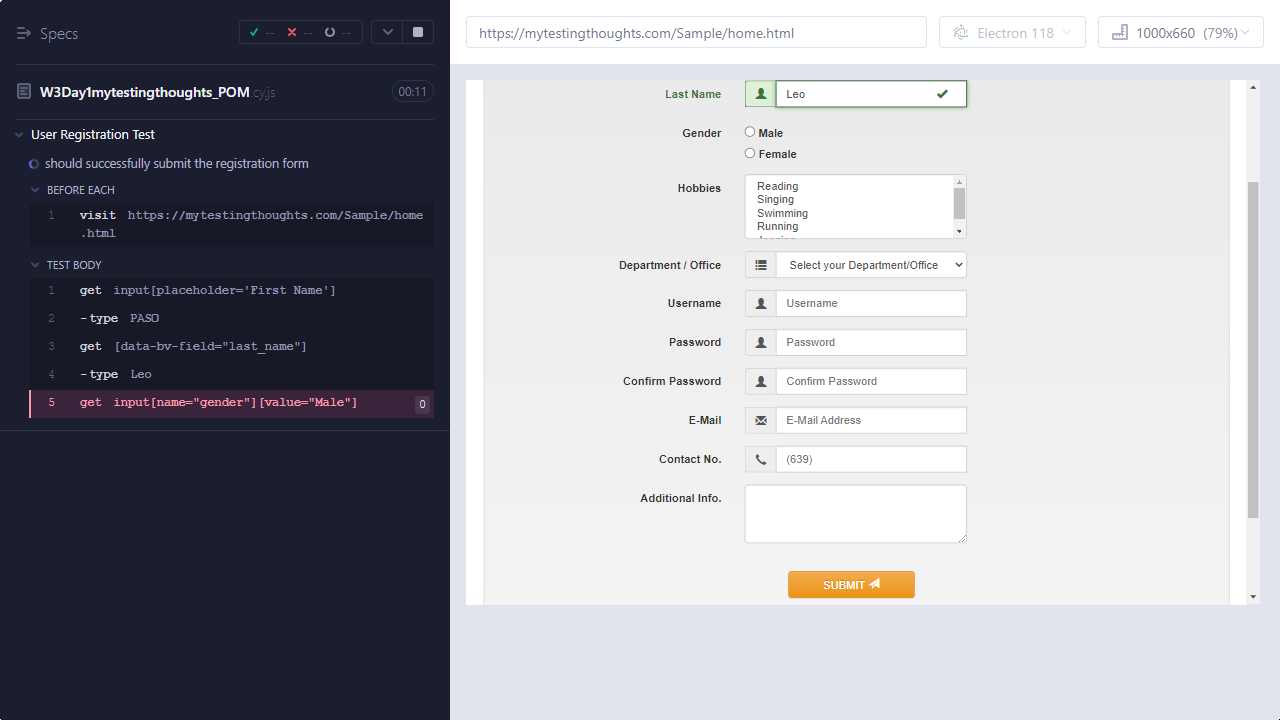 Specs
-- -- --
https://mytestingthoughts.com/Sample/home.html
Electron 118
1000x660 (79%)
W3Day1mytestingthoughts_POM.cy.js
00:11
User Registration Test
should successfully submit the registration form
BEFORE EACH
1 visit https://mytestingthoughts.com/Sample/home
.html
TEST BODY
1 get input[placeholder='First Name']
2 -type PASO
3 get [data-bv-field="last_name"]
4 -type Leo
5 get input[name="gender"][value="Male"] 0
Last Name Leo
Gender Male
Female
Hobbies Reading
Singing
Swimming
Running
Department / Office Select your Department/Office
Username Username
Password Password
Confirm Password Confirm Password
E-Mail E-Mail Address
Contact No. (639)
Additional Info.
SUBMIT